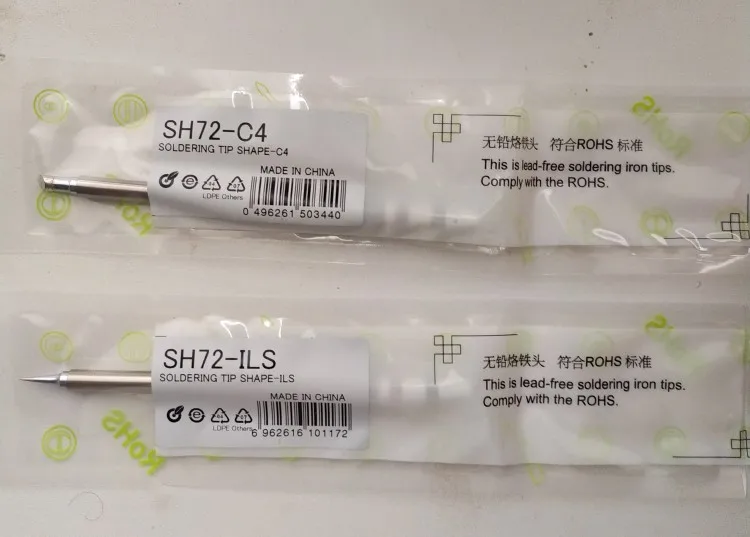 SH72-C4
SOLDERING TIP SHAPE-C4
MADE IN CHINA
LDPE Others
0 496261 503440
无铅烙铁头 符合ROHS 标准
This is lead-free soldering iron tips.
Comply with the ROHS.
RoHS
RoHS
SH72-ILS
SOLDERING TIP SHAPE-ILS
MADE IN CHINA
LDPE Others
6 962616 101172
无铅烙铁头 符合ROHS 标准
This is lead-free soldering iron tips.
Comply with the ROHS.
RoHS